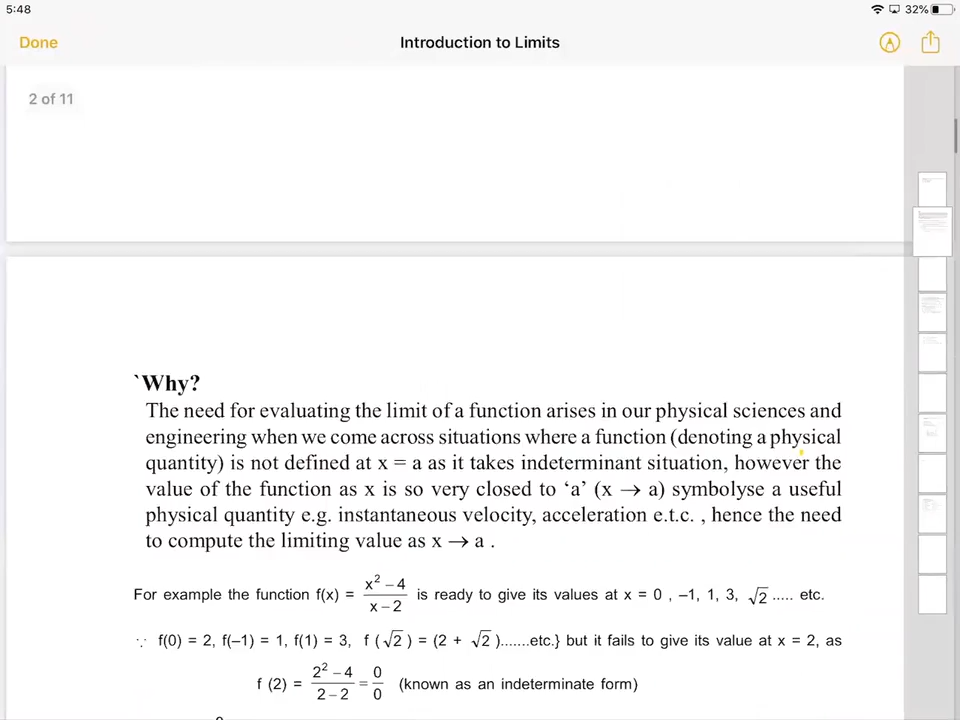 5:48
32%
Done
Introduction to Limits
2 of 11
`Why?
The need for evaluating the limit of a function arises in our physical sciences and
engineering when we come across situations where a function (denoting a physical
quantity) is not defined at x = a as it takes indeterminant situation, however the
value of the function as x is so very closed to ‘a’ (x → a) symbolyse a useful
physical quantity e.g. instantaneous velocity, acceleration e.t.c. , hence the need
to compute the limiting value as x → a .
For example the function f(x) = (x² – 4)/(x – 2) is ready to give its values at x = 0 , –1, 1, 3, √2 ..... etc.
∵ f(0) = 2, f(–1) = 1, f(1) = 3, f (√2) = (2 + √2).......etc.} but it fails to give its value at x = 2, as
f (2) = (2² – 4)/(2 – 2) = 0/0 (known as an indeterminate form)